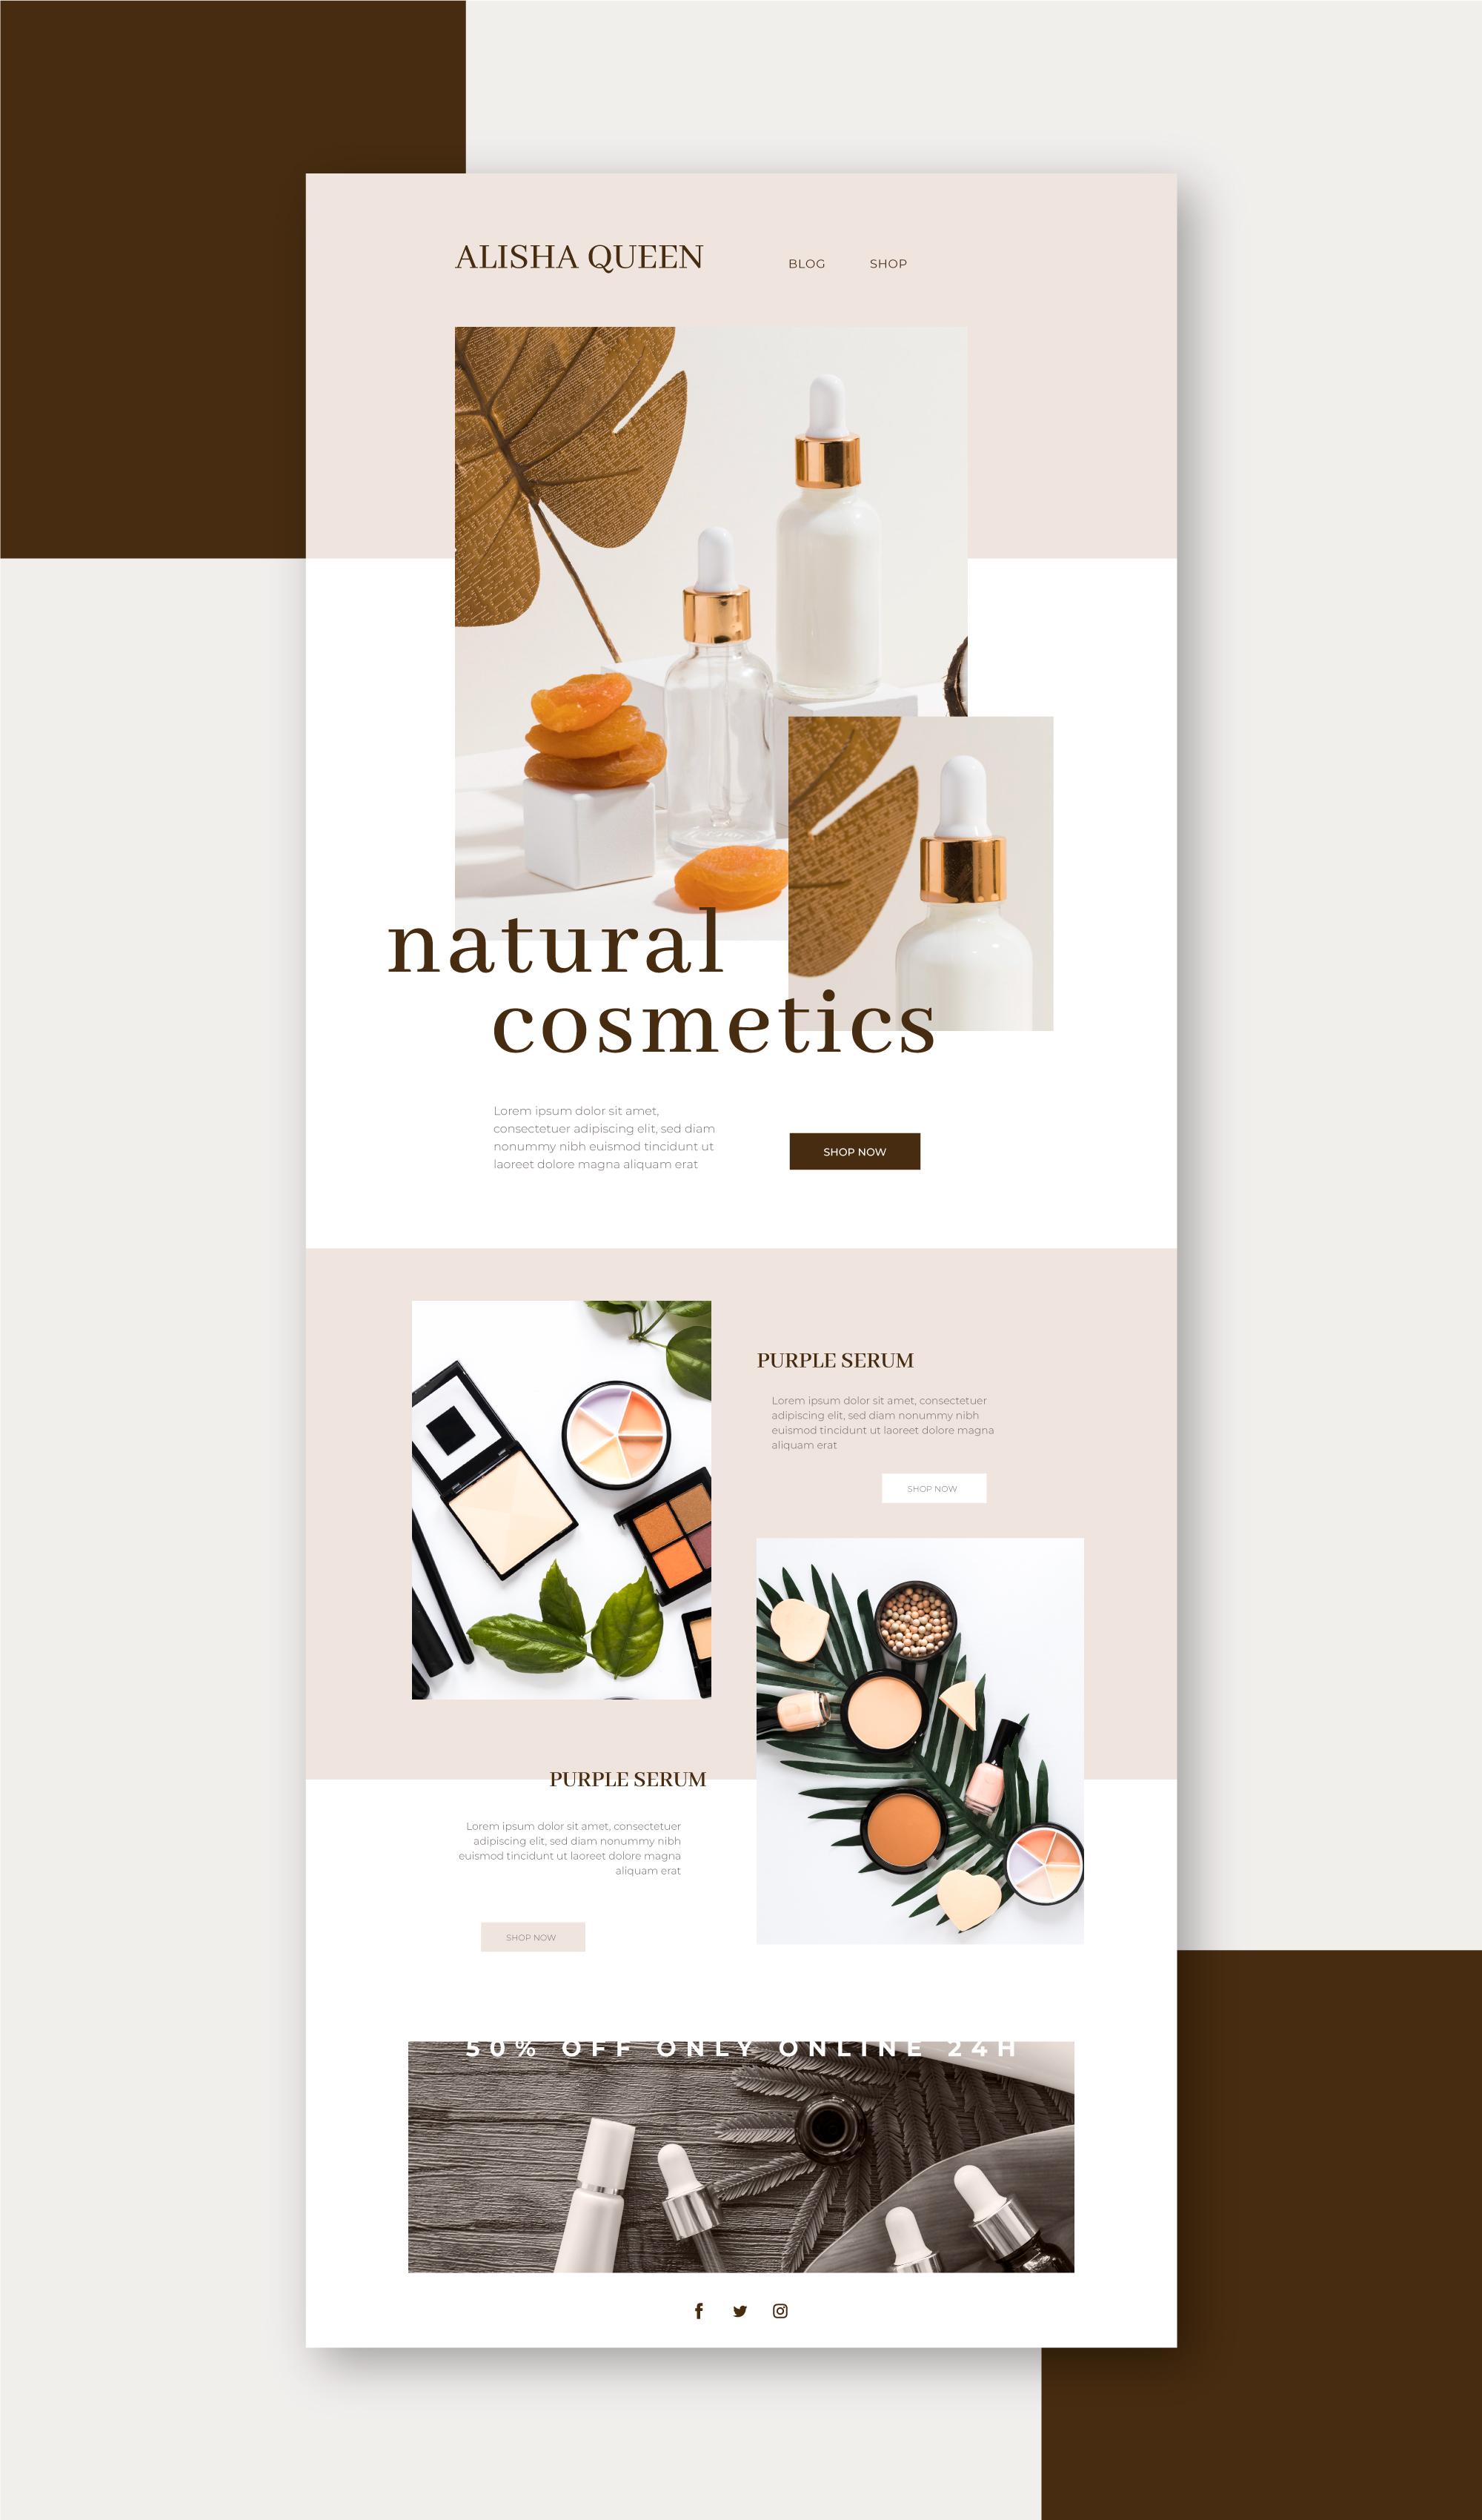 ALISHA QUEEN
BLOG SHOP
natural
cosmetics
Lorem ipsum dolor sit amet,
consectetuer adipiscing elit, sed diam
nonummy nibh euismod tincidunt ut
laoreet dolore magna aliquam erat
SHOP NOW
PURPLE SERUM
Lorem ipsum dolor sit amet, consectetuer
adipiscing elit, sed diam nonummy nibh
euismod tincidunt ut laoreet dolore magna
aliquam erat
SHOP NOW
PURPLE SERUM
Lorem ipsum dolor sit amet, consectetuer
adipiscing elit, sed diam nonummy nibh
euismod tincidunt ut laoreet dolore magna
aliquam erat
SHOP NOW
50% OFF ONLY ONLINE 24H